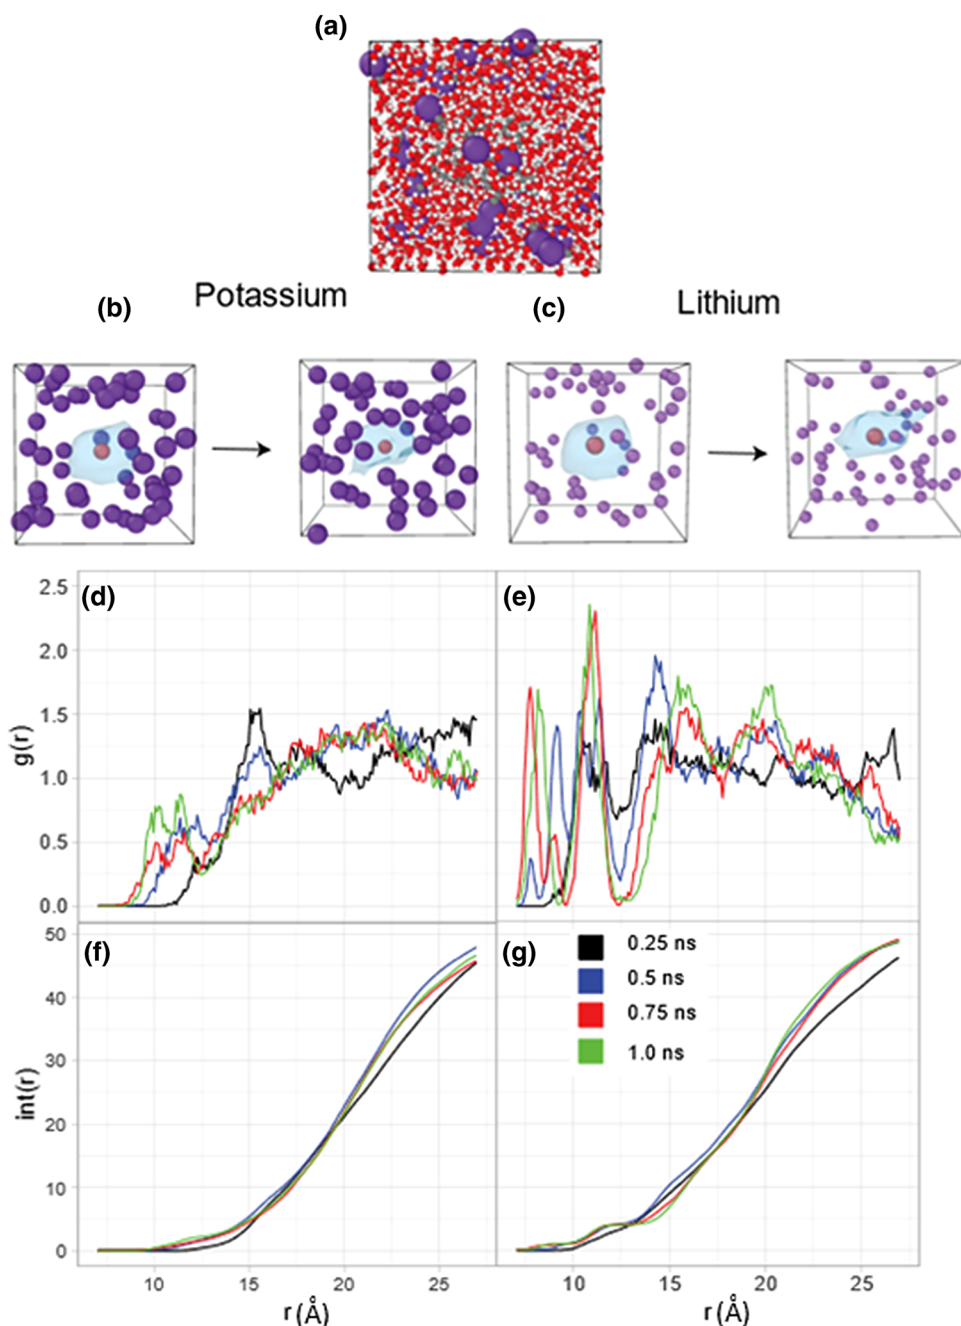 (a)
Potassium
(b)
(c)
Lithium
(d)
(e)
2.5
2.0
1.5
1.0
0.5
0.0
g(r)
(f)
(g)
50
40
30
20
10
0
int(r)
0.25 ns
0.5 ns
0.75 ns
1.0 ns
10 15 20 25
10 15 20 25
r (Å)
r (Å)